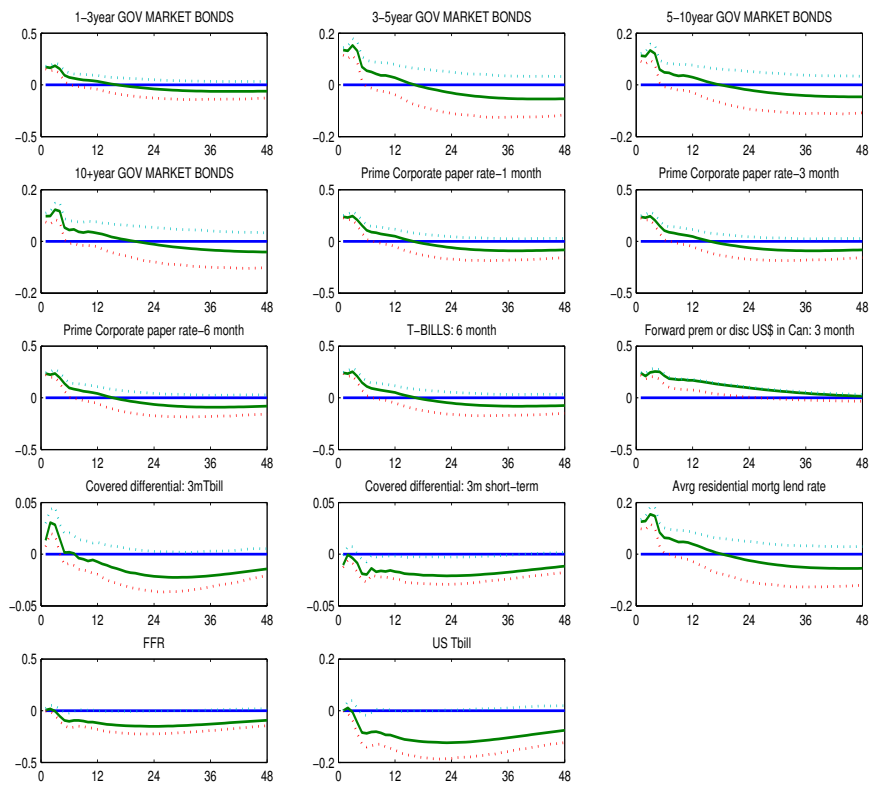 1−3year GOV MARKET BONDS
0.5
0
−0.5
0 12 24 36 48
3−5year GOV MARKET BONDS
0.2
0
−0.2
0 12 24 36 48
5−10year GOV MARKET BONDS
0.2
0
−0.2
0 12 24 36 48
10+year GOV MARKET BONDS
0.2
0
−0.2
0 12 24 36 48
Prime Corporate paper rate−1 month
0.5
0
−0.5
0 12 24 36 48
Prime Corporate paper rate−3 month
0.5
0
−0.5
0 12 24 36 48
Prime Corporate paper rate−6 month
0.5
0
−0.5
0 12 24 36 48
T−BILLS: 6 month
0.5
0
−0.5
0 12 24 36 48
Forward prem or disc US$ in Can: 3 month
0.5
0
−0.5
0 12 24 36 48
Covered differential: 3mTbill
0.05
0
−0.05
0 12 24 36 48
Covered differential: 3m short−term
0.05
0
−0.05
0 12 24 36 48
Avrg residential mortg lend rate
0.2
0
−0.2
0 12 24 36 48
FFR
0.5
0
−0.5
0 12 24 36 48
US Tbill
0.2
0
−0.2
0 12 24 36 48